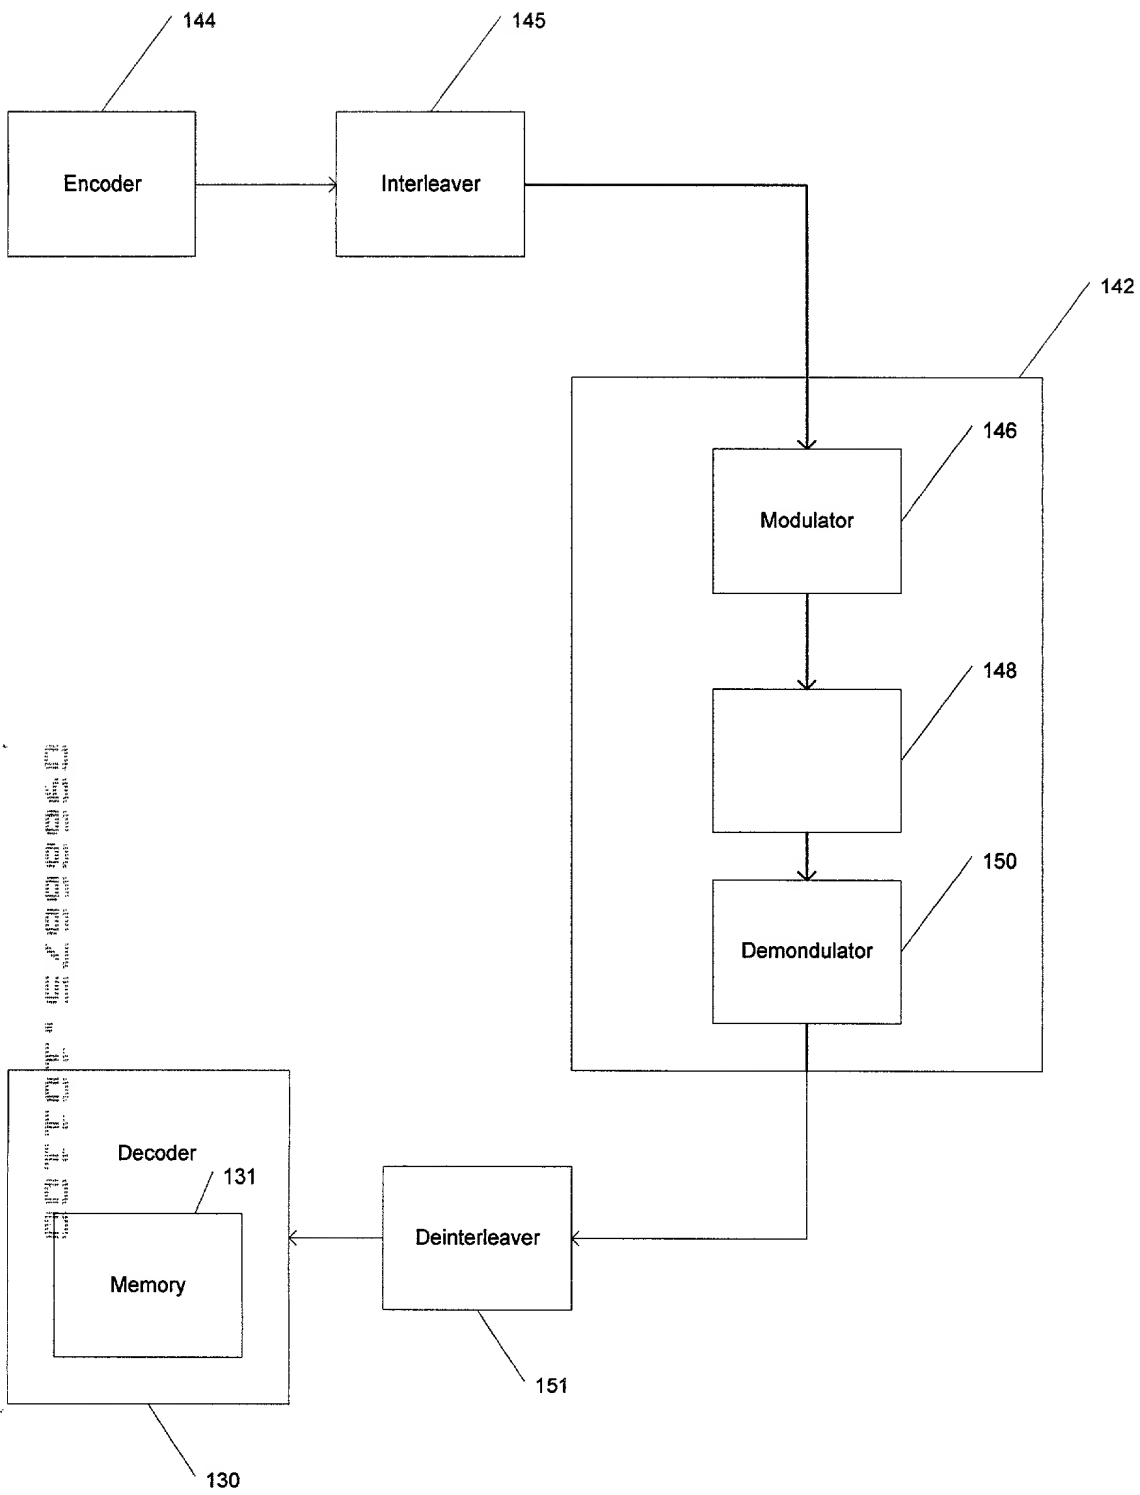 144
145
Encoder
Interleaver
142
146
Modulator
148
150
Demondulator
Decoder
131
Deinterleaver
Memory
151
130